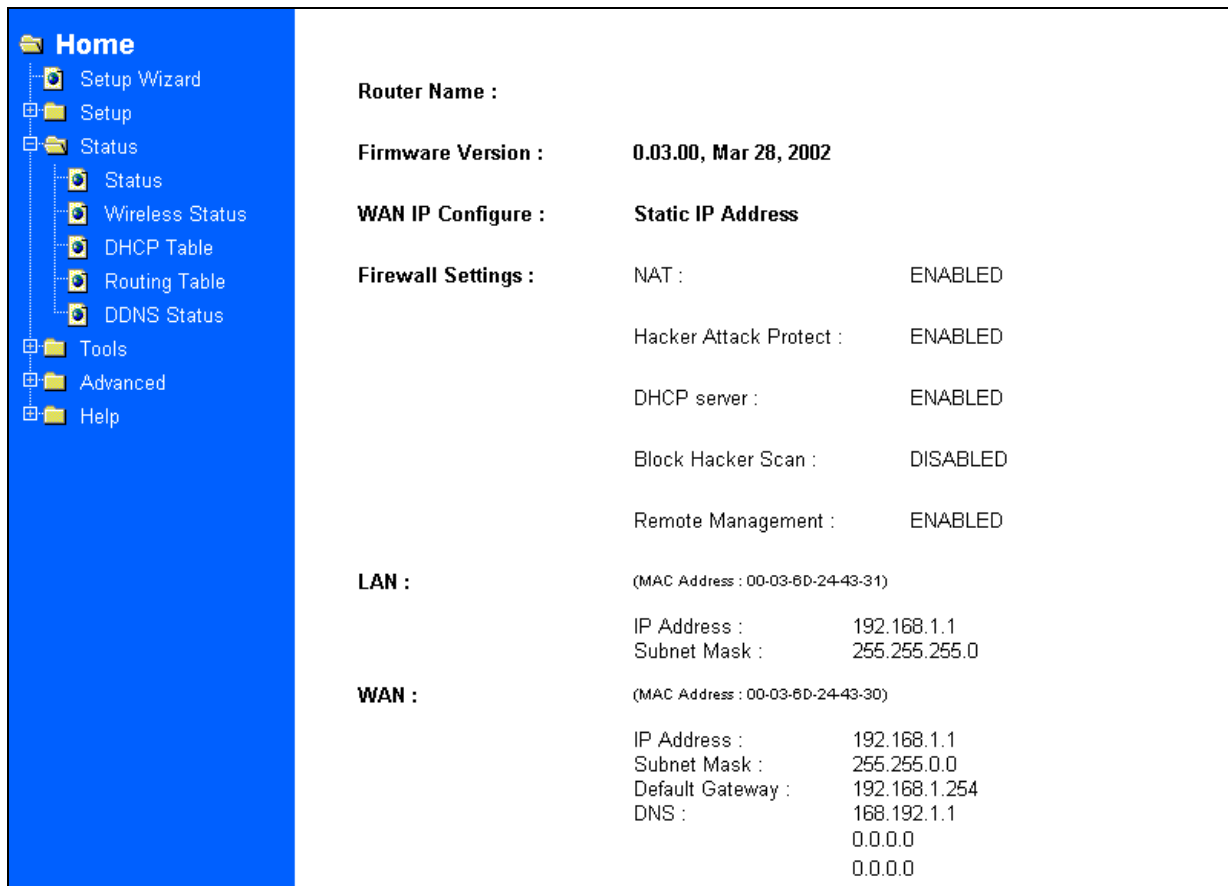 Home
Setup Wizard
Setup
Status
Status
Wireless Status
DHCP Table
Routing Table
DDNS Status
Tools
Advanced
Help
Router Name :
Firmware Version : 0.03.00, Mar 28, 2002
WAN IP Configure : Static IP Address
Firewall Settings : NAT : ENABLED
Hacker Attack Protect : ENABLED
DHCP server : ENABLED
Block Hacker Scan : DISABLED
Remote Management : ENABLED
LAN : (MAC Address : 00-03-6D-24-43-31)
IP Address : 192.168.1.1
Subnet Mask : 255.255.255.0
WAN : (MAC Address : 00-03-6D-24-43-30)
IP Address : 192.168.1.1
Subnet Mask : 255.255.0.0
Default Gateway : 192.168.1.254
DNS : 168.192.1.1
0.0.0.0
0.0.0.0